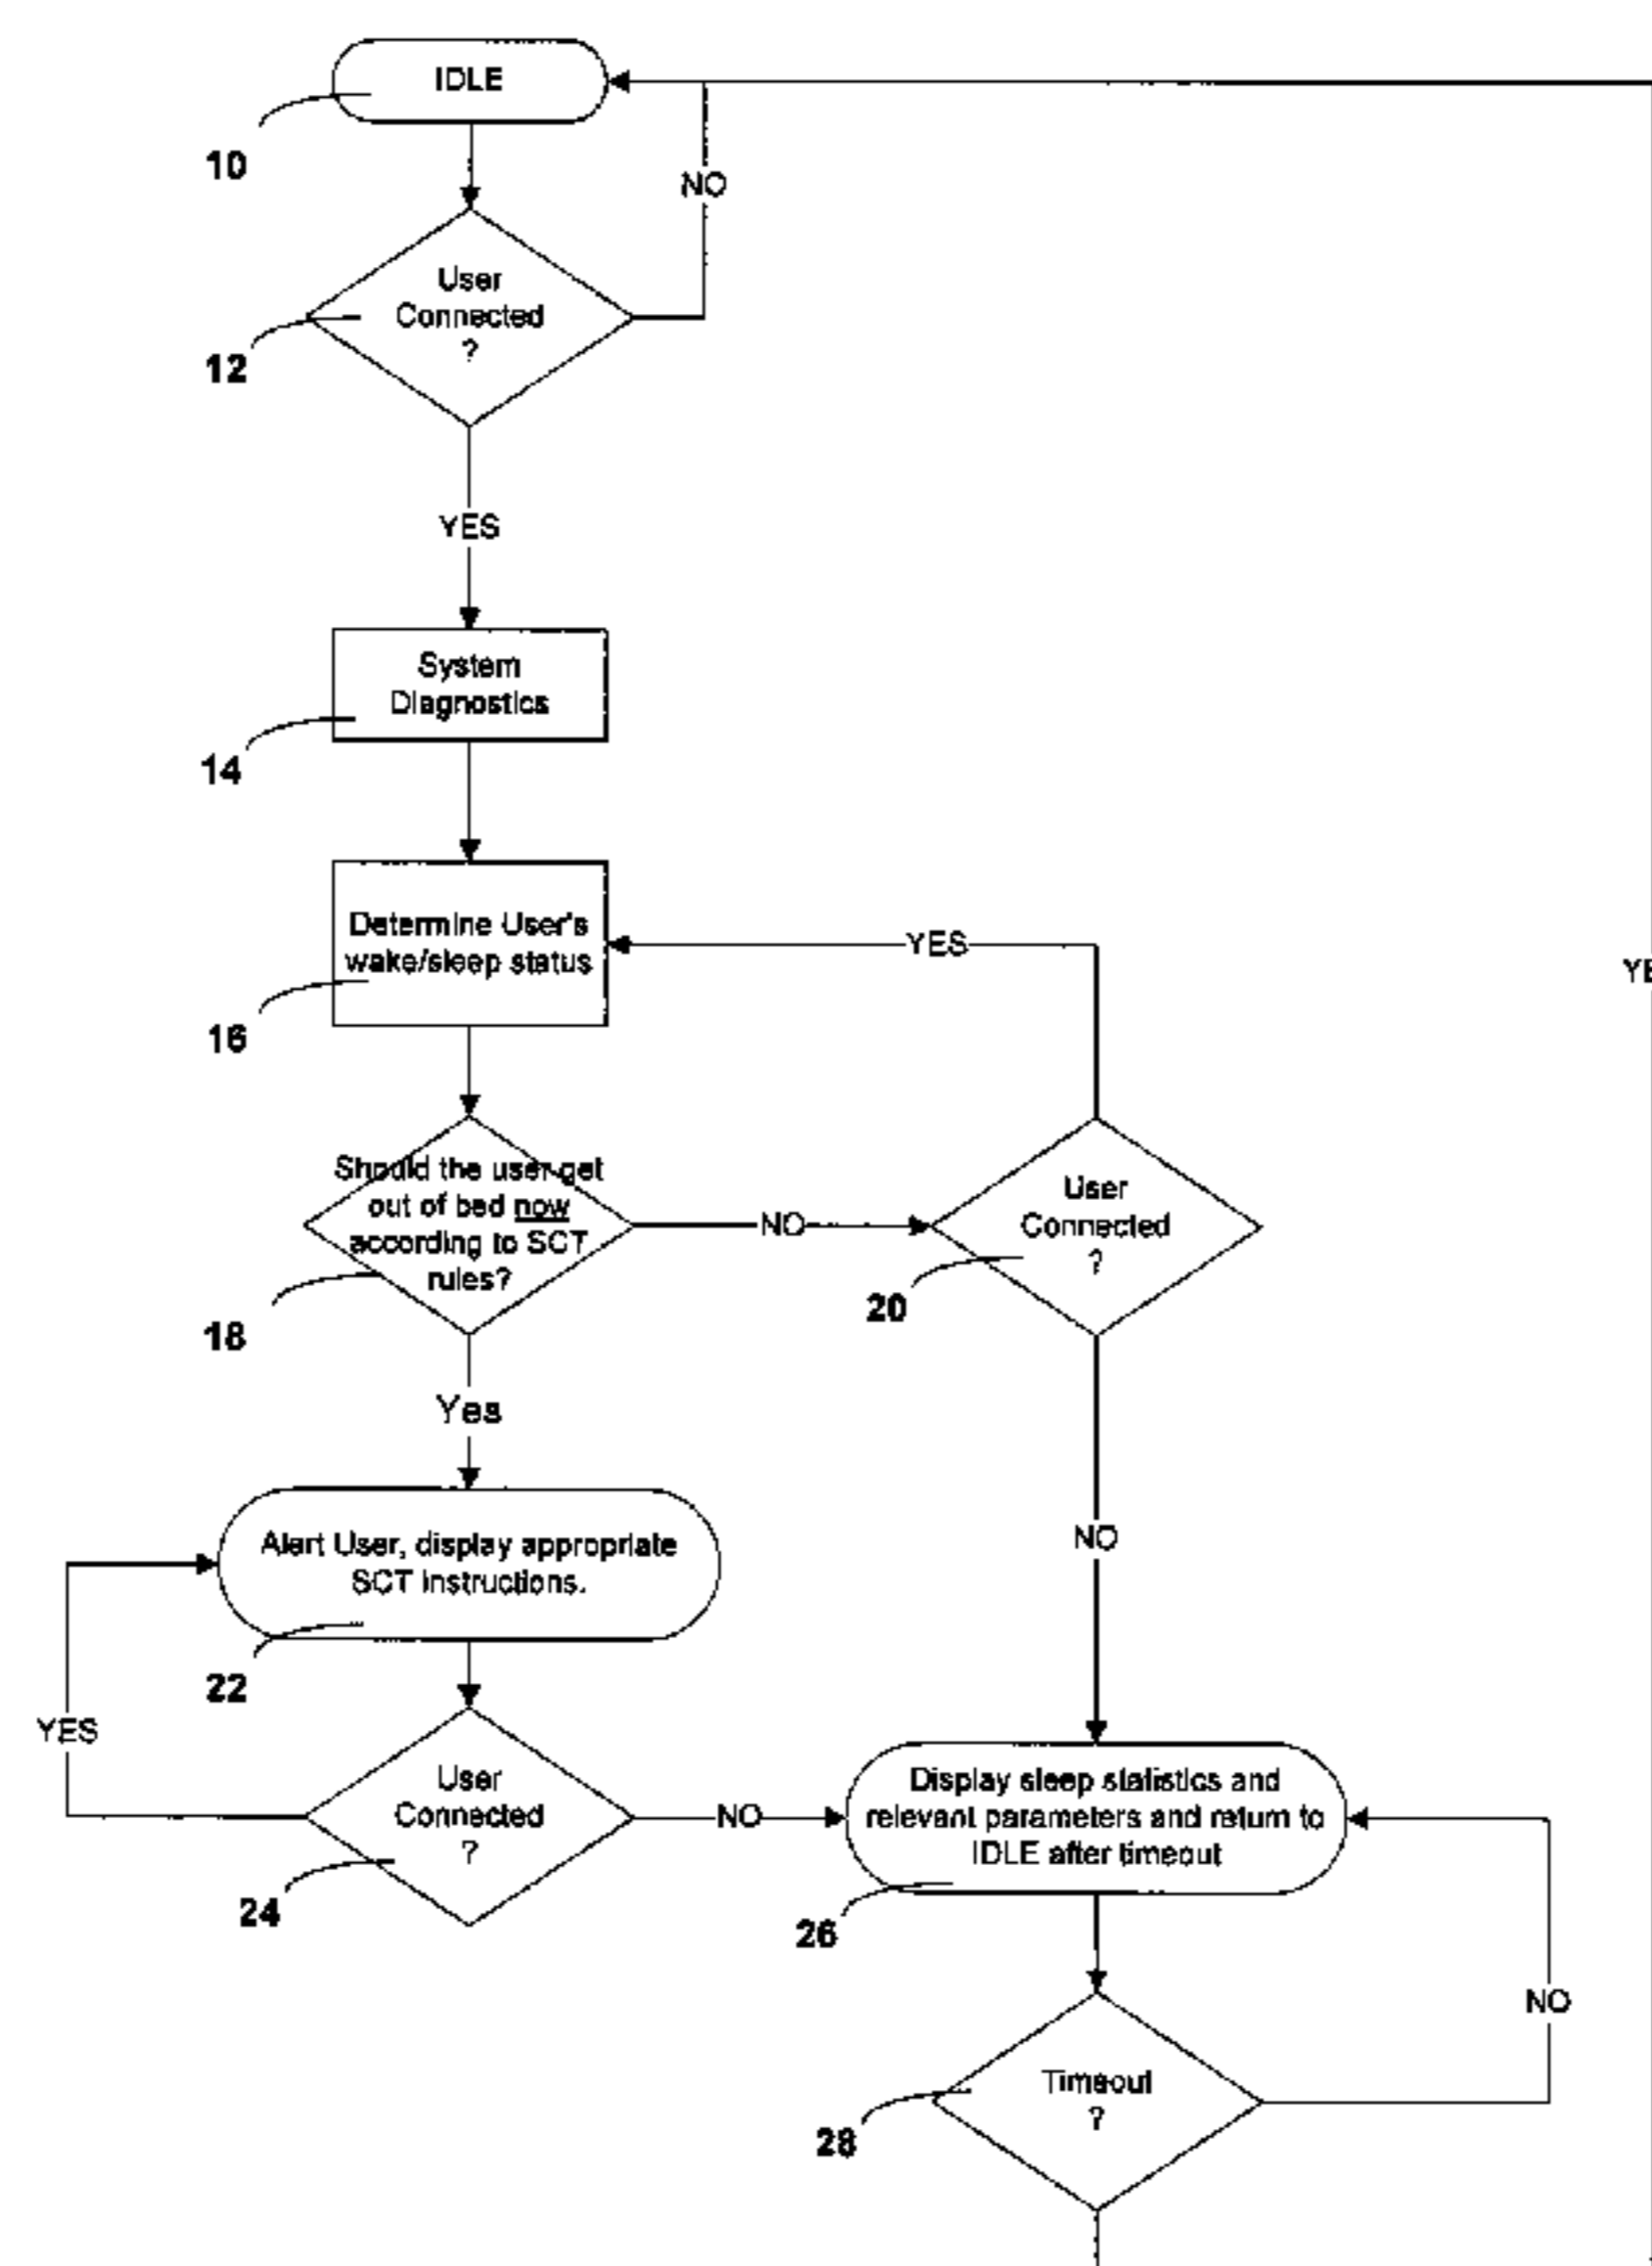 IDLE
10
NO
User
Connected
?
12
YES
System
Diagnostics
14
Determine User's
wake/sleep status
YES
YE
16
Should the user get
out of bed now
according to SCT
rules?
NO
User
Connected
?
18
20
Yes
Alert User, display appropriate
SCT instructions.
NO
22
YES
User
Connected
?
NO
Display sleep statistics and
relevant parameters and return to
IDLE after timeout
24
26
NO
Timeout
?
28